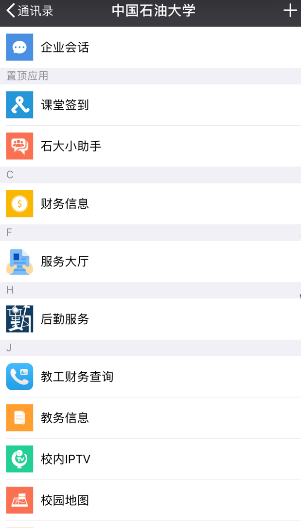 通讯录 中国石油大学
企业会话
置顶应用
课堂签到
石大小助手
C
财务信息
F
服务大厅
H
勤
后勤服务
J
教工财务查询
教务信息
TV
校内IPTV
校园地图